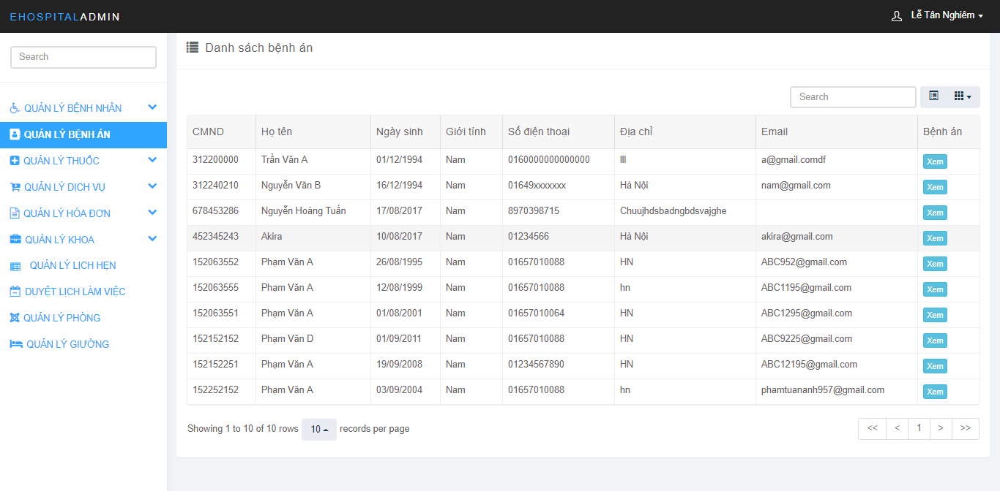 EHOSPITALADMIN
Lễ Tân Nghiêm
Search
QUẢN LÝ BỆNH NHÂN
QUẢN LÝ BỆNH ÁN
QUẢN LÝ THUỐC
QUẢN LÝ DỊCH VỤ
QUẢN LÝ HÓA ĐƠN
QUẢN LÝ KHOA
QUẢN LÝ LỊCH HẸN
DUYỆT LỊCH LÀM VIỆC
QUẢN LÝ PHÒNG
QUẢN LÝ GIƯỜNG
Danh sách bệnh án
Search
CMND Họ tên Ngày sinh Giới tính Số điện thoại Địa chỉ Email Bệnh án
312200000 Trần Văn A 01/12/1994 Nam 0160000000000000 lll a@gmail.comdf Xem
312240210 Nguyễn Văn B 16/12/1994 Nam 01649xxxxxxx Hà Nội nam@gmail.com Xem
678453286 Nguyễn Hoàng Tuấn 17/08/2017 Nam 8970398715 Chuujhdsbadngbdsvajghe Xem
452345243 Akira 10/08/2017 Nam 01234566 Hà Nội akira@gmail.com Xem
152063552 Phạm Văn A 26/08/1995 Nam 01657010088 HN ABC952@gmail.com Xem
152063555 Phạm Văn A 12/08/1999 Nam 01657010088 hn ABC1195@gmail.com Xem
152063551 Phạm Văn A 01/08/2001 Nam 01657010064 HN ABC1295@gmail.com Xem
152152152 Phạm Văn D 01/09/2011 Nam 01657010088 HN ABC9225@gmail.com Xem
152152251 Phạm Văn A 19/09/2008 Nam 01234567890 HN ABC12195@gmail.com Xem
152252152 Phạm Văn A 03/09/2004 Nam 01657010088 hn phamtuananh957@gmail.com Xem
Showing 1 to 10 of 10 rows 10 records per page
<< < 1 > >>